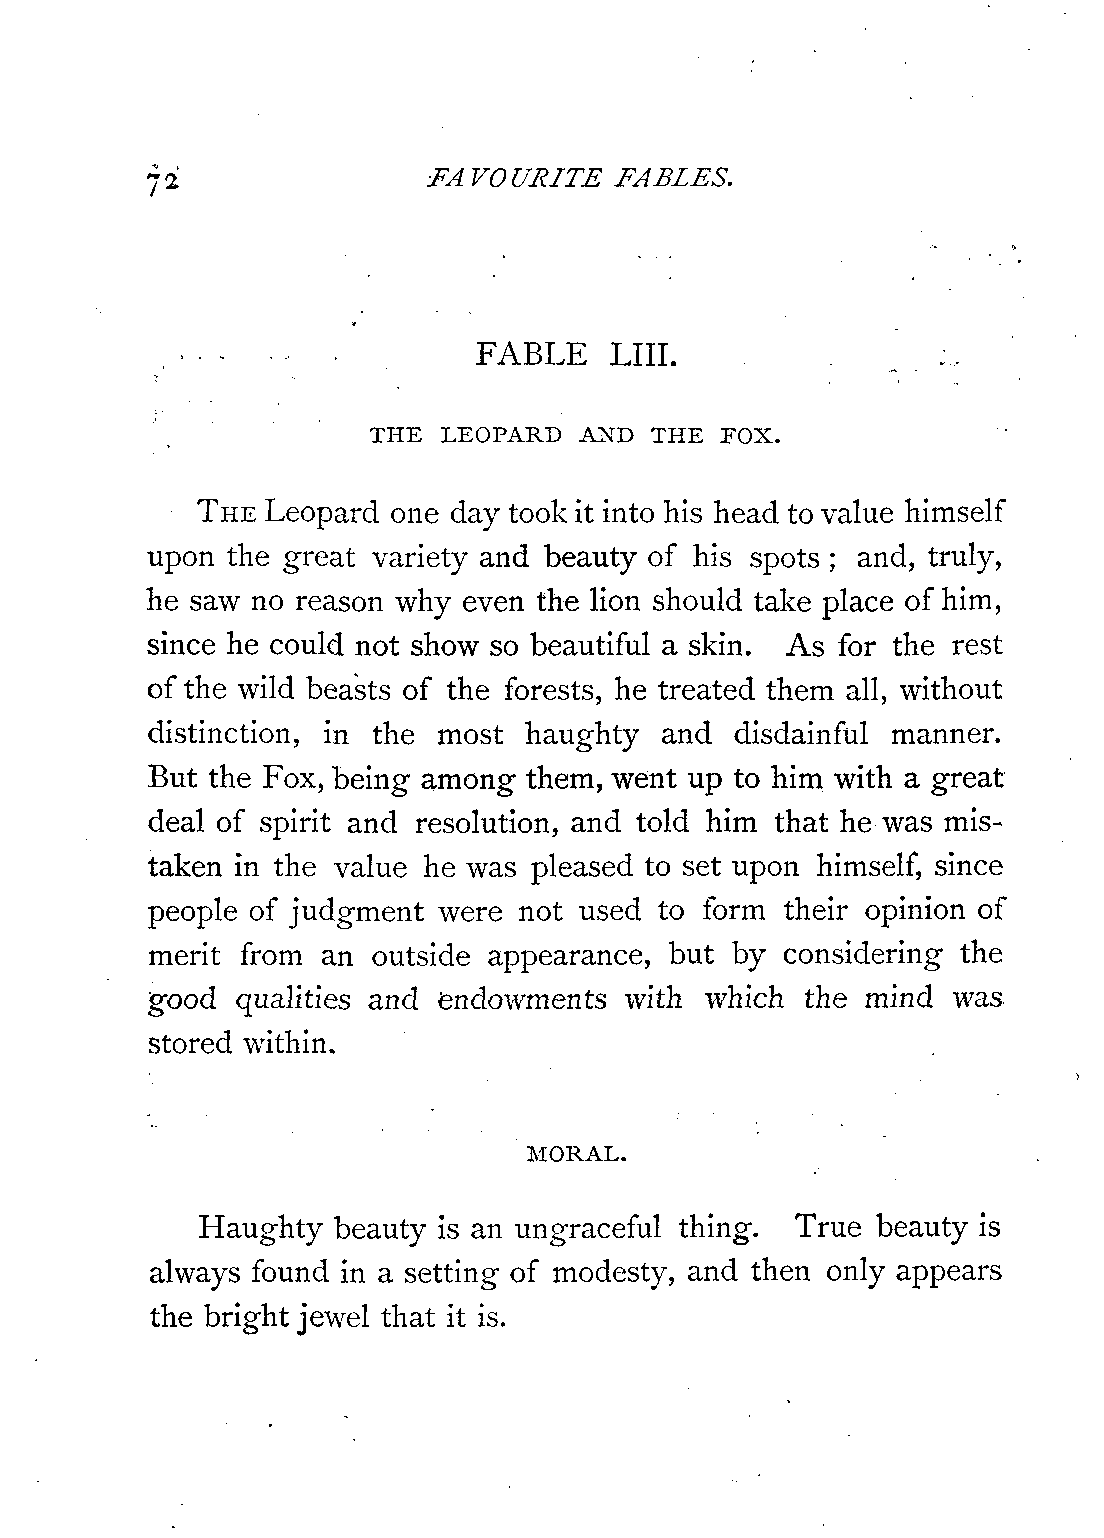 72 FAVOURITE FABLES.
FABLE LIII.
THE LEOPARD AND THE FOX.
THE Leopard one day took it into his head to value himself
upon the great variety and beauty of his spots; and, truly,
he saw no reason why even the lion should take place of him,
since he could not show so beautiful a skin. As for the rest
of the wild beasts of the forests, he treated them all, without
distinction, in the most haughty and disdainful manner.
But the Fox, being among them, went up to him with a great
deal of spirit and resolution, and told him that he was mis-
taken in the value he was pleased to set upon himself, since
people of judgment were not used to form their opinion of
merit from an outside appearance, but by considering the
good qualities and endowments with which the mind was
stored within.
MORAL.
Haughty beauty is an ungraceful thing. True beauty is
always found in a setting of modesty, and then only appears
the bright jewel that it is.